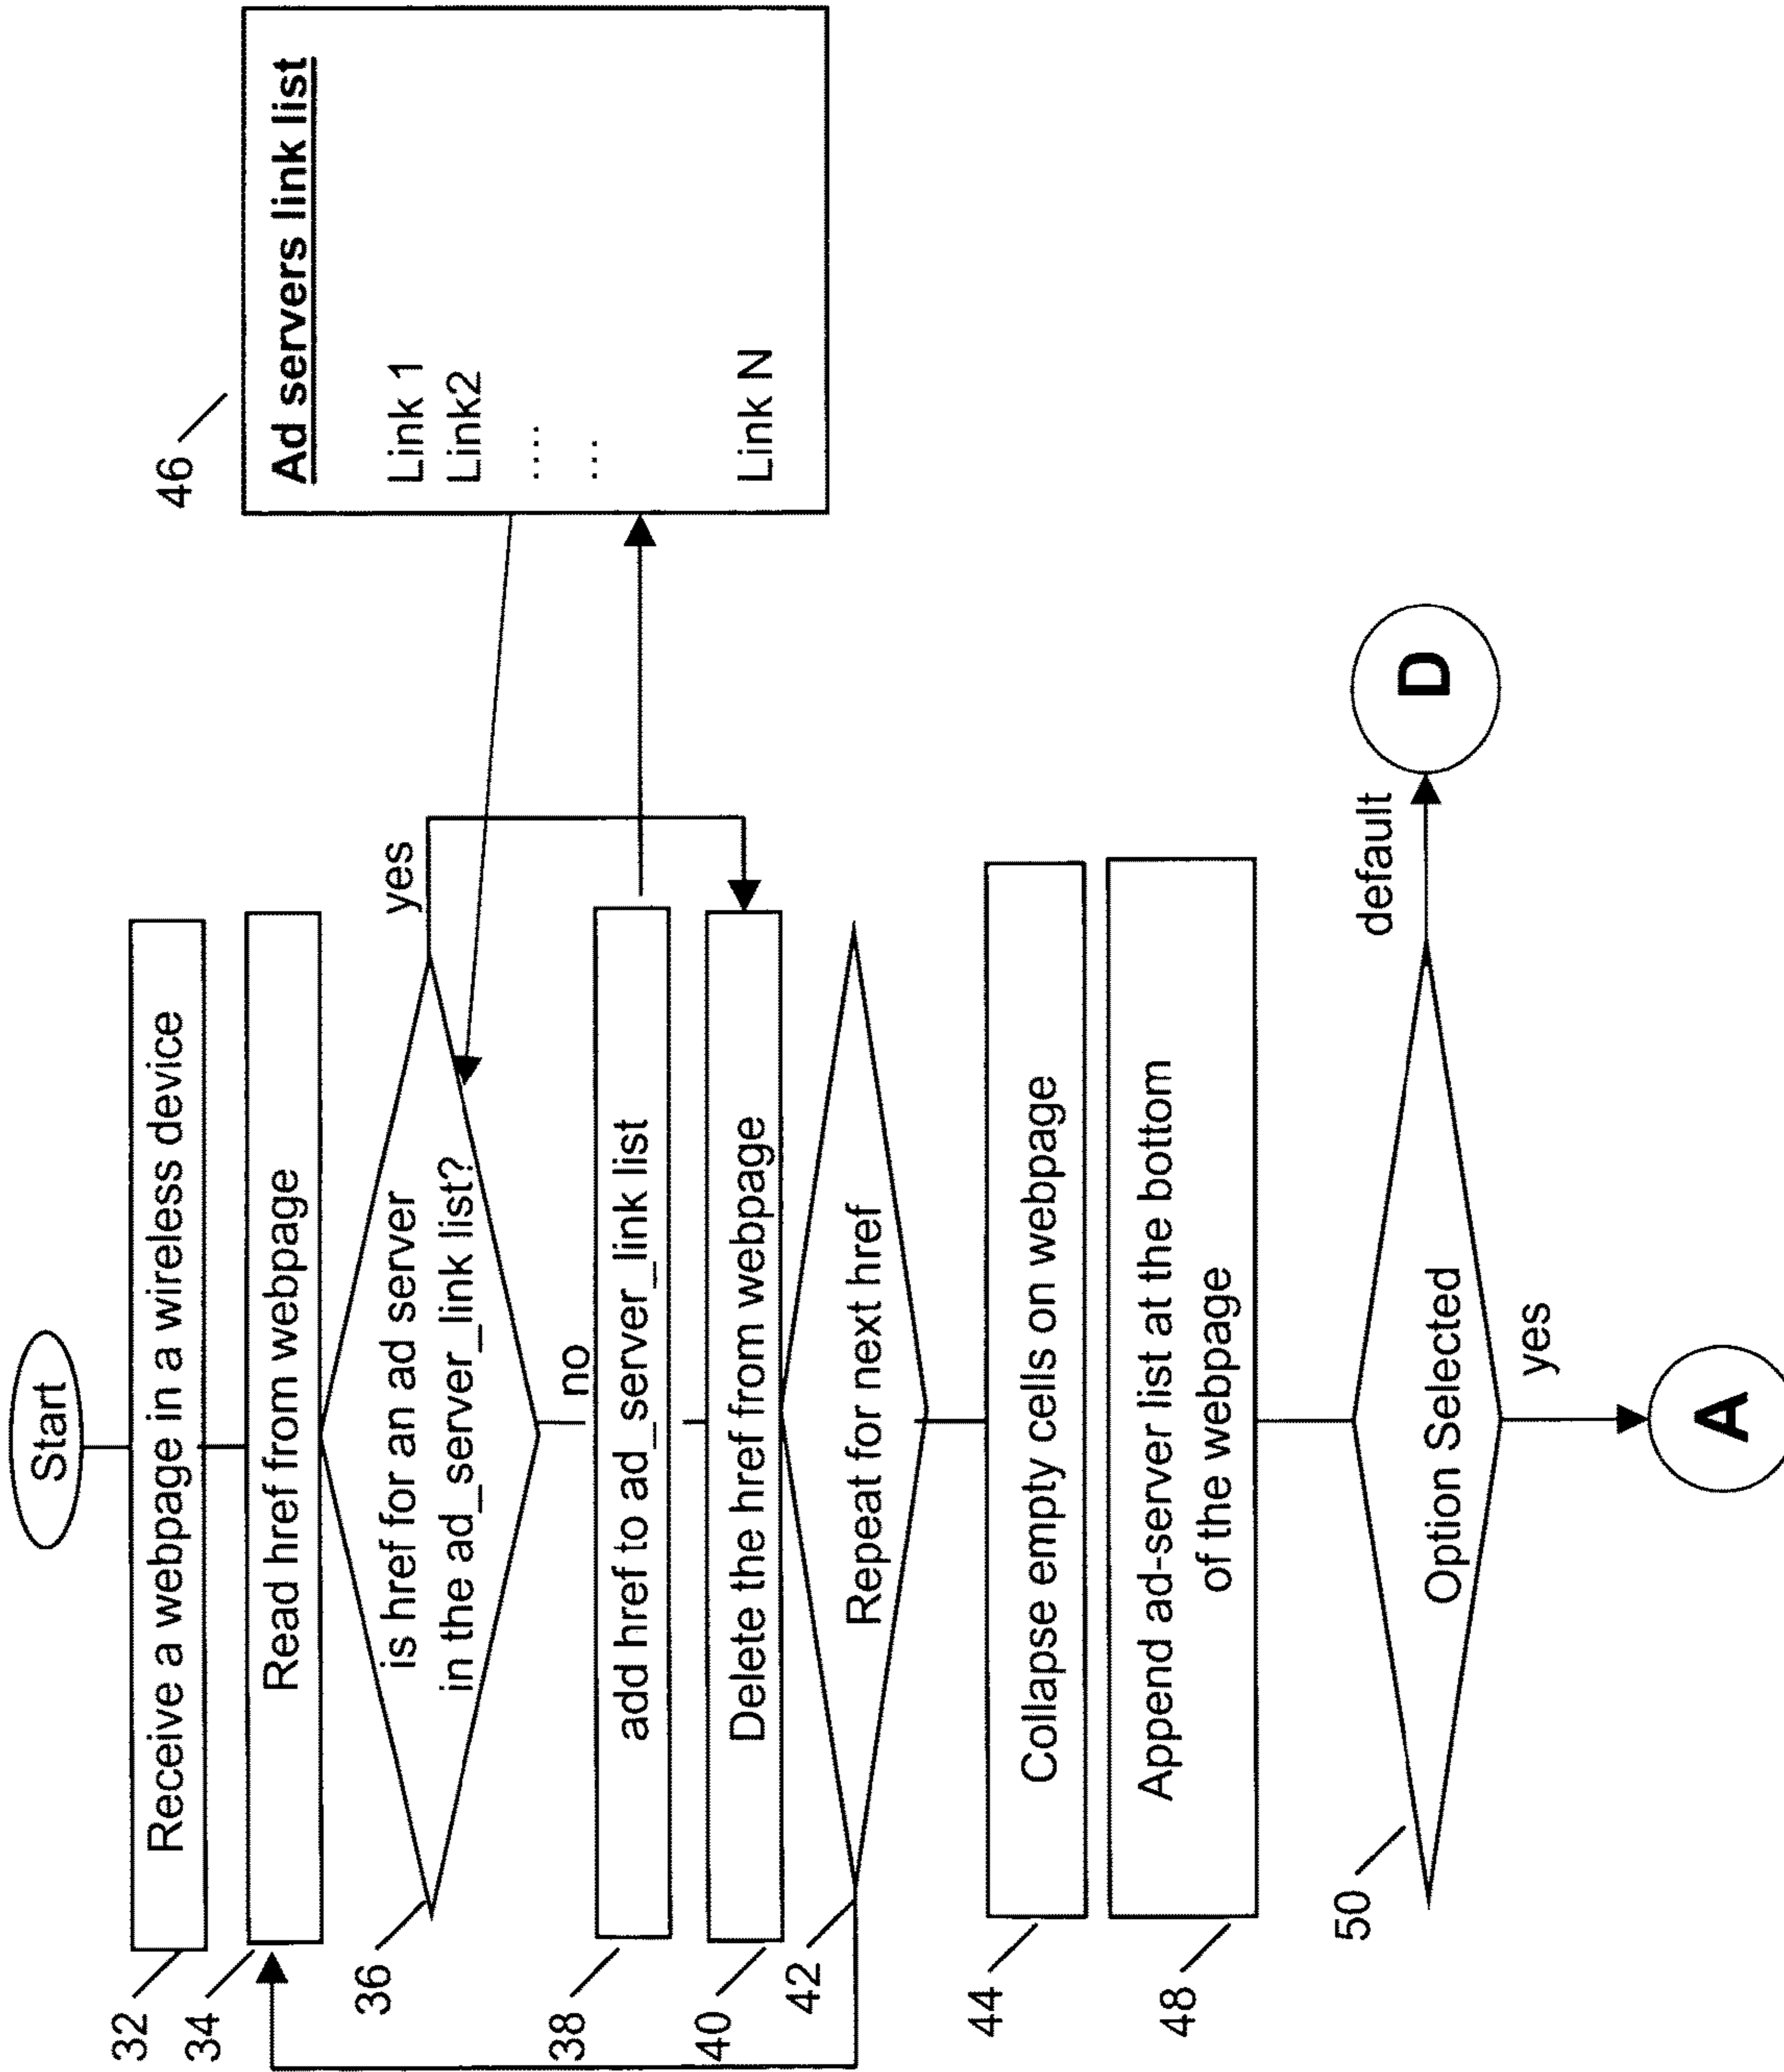 Start
32
Receive a webpage in a wireless device
34
Read href from webpage
36
is href for an ad server
in the ad_server_link list?
yes
no
38
add href to ad_server_link list
40
Delete the href from webpage
42
Repeat for next href
44
Collapse empty cells on webpage
48
Append ad-server list at the bottom
of the webpage
50
Option Selected
default
D
yes
A
46
Ad servers link list
Link 1
Link2
....
...
Link N